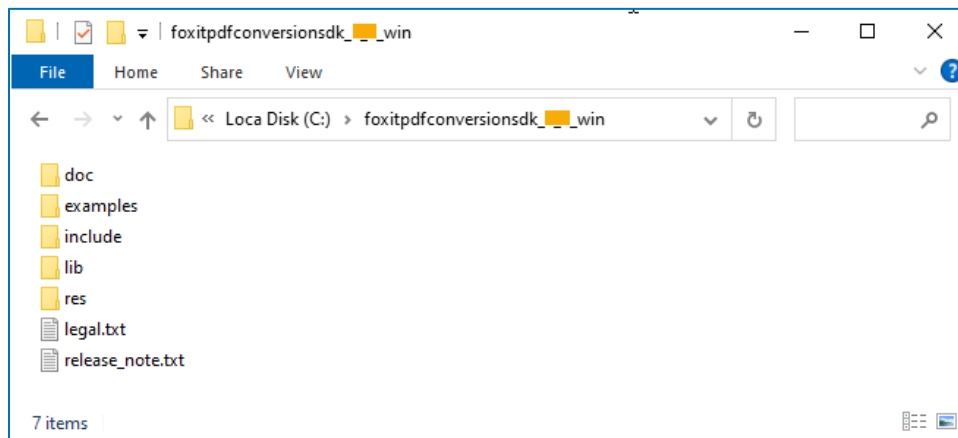 foxitpdfconversionsdk_ _ _win
File Home Share View ?
« Loca Disk (C:) › foxitpdfconversionsdk_ _ _win
doc
examples
include
lib
res
legal.txt
release_note.txt
7 items